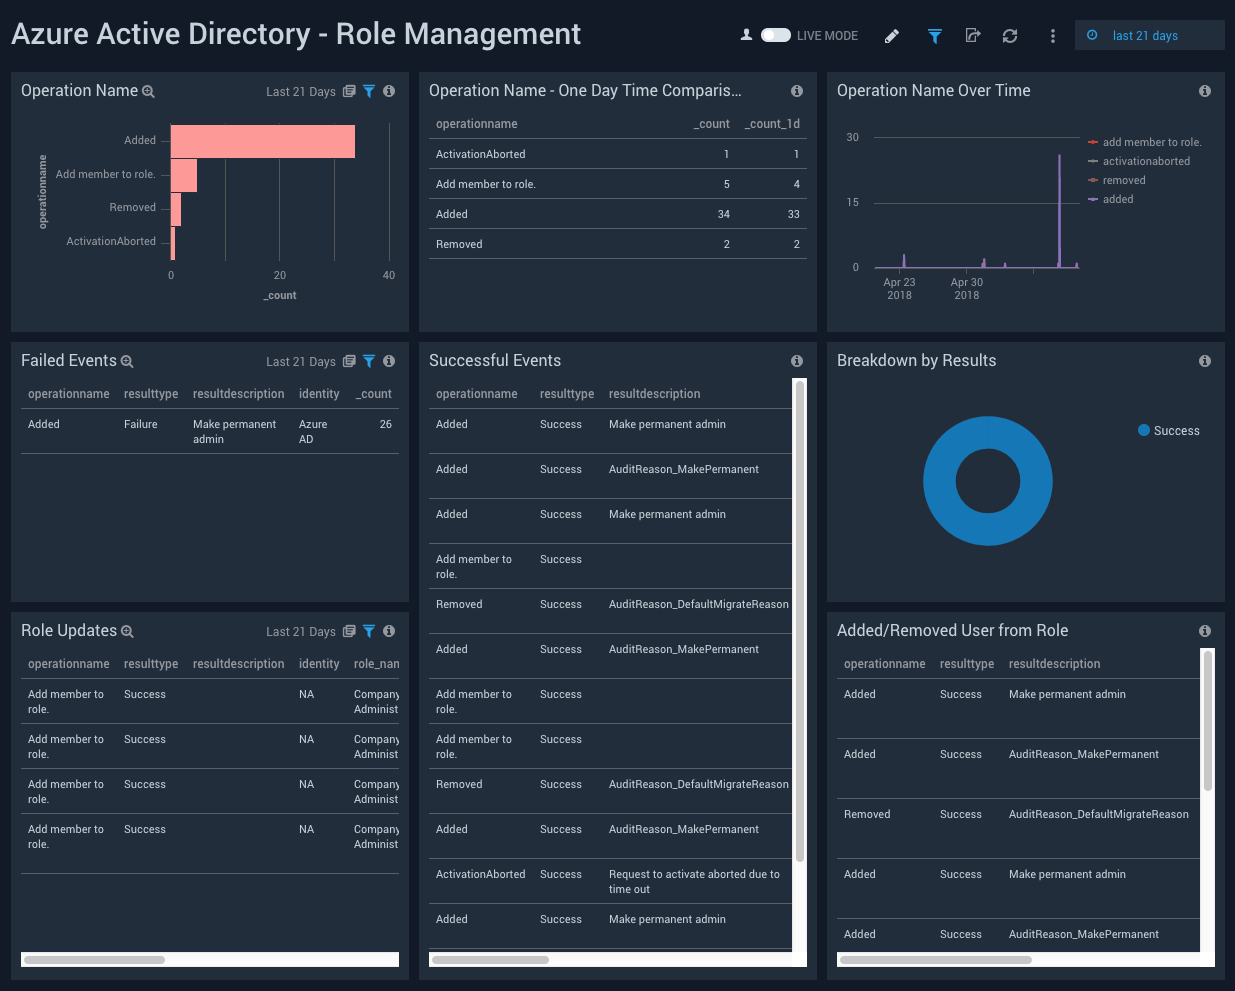 Azure Active Directory - Role Management
LIVE MODE
last 21 days
Operation Name
Last 21 Days
operationname
Added
Add member to role.
Removed
ActivationAborted
0 20 40
_count
Operation Name - One Day Time Comparis...
operationname _count _count_1d
ActivationAborted 1 1
Add member to role. 5 4
Added 34 33
Removed 2 2
Operation Name Over Time
30
15
0
Apr 23 Apr 30
2018 2018
add member to role.
activationaborted
removed
added
Failed Events
Last 21 Days
operationname resulttype resultdescription identity _count
Added Failure Make permanent Azure 26
admin AD
Successful Events
operationname resulttype resultdescription
Added Success Make permanent admin
Added Success AuditReason_MakePermanent
Added Success Make permanent admin
Add member to Success
role.
Removed Success AuditReason_DefaultMigrateReason
Added Success AuditReason_MakePermanent
Add member to Success
role.
Add member to Success
role.
Removed Success AuditReason_DefaultMigrateReason
Added Success AuditReason_MakePermanent
ActivationAborted Success Request to activate aborted due to
time out
Added Success Make permanent admin
Breakdown by Results
Success
Role Updates
Last 21 Days
operationname resulttype resultdescription identity role_nan
Add member to Success NA Company
role. Administ
Add member to Success NA Company
role. Administ
Add member to Success NA Company
role. Administ
Add member to Success NA Company
role. Administ
Added/Removed User from Role
operationname resulttype resultdescription
Added Success Make permanent admin
Added Success AuditReason_MakePermanent
Removed Success AuditReason_DefaultMigrateReason
Added Success Make permanent admin
Added Success AuditReason_MakePermanent